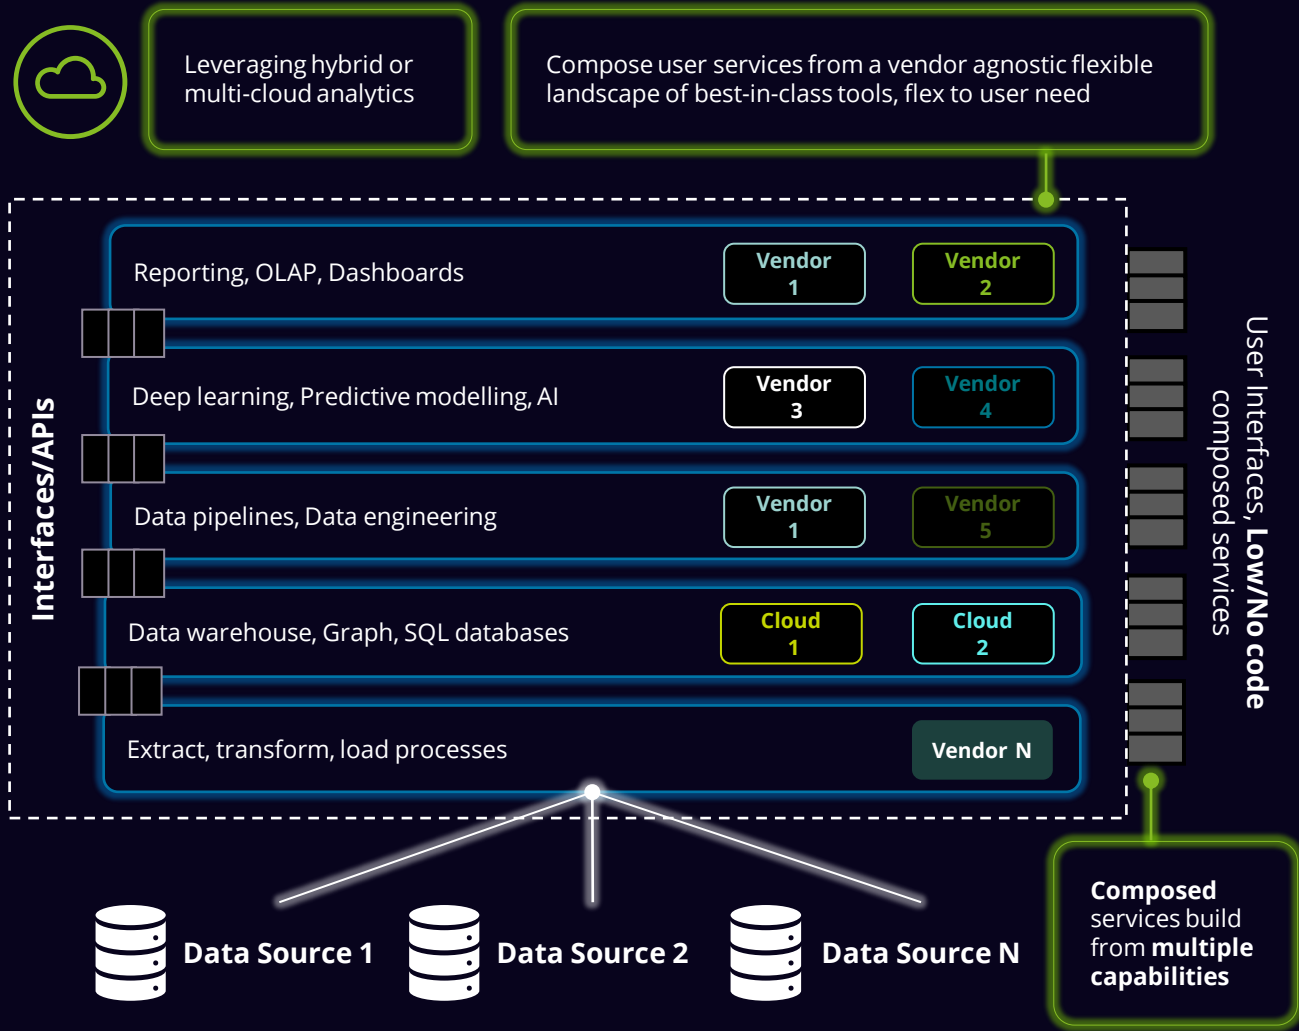 Leveraging hybrid or
multi-cloud analytics
Compose user services from a vendor agnostic flexible
landscape of best-in-class tools, flex to user need
Interfaces/APIs
Reporting, OLAP, Dashboards
Vendor
1
Vendor
2
Deep learning, Predictive modelling, AI
Vendor
3
Vendor
4
Data pipelines, Data engineering
Vendor
1
Vendor
5
Data warehouse, Graph, SQL databases
Cloud
1
Cloud
2
Extract, transform, load processes
Vendor N
User Interfaces, Low/No code
composed services
Data Source 1
Data Source 2
Data Source N
Composed
services build
from multiple
capabilities